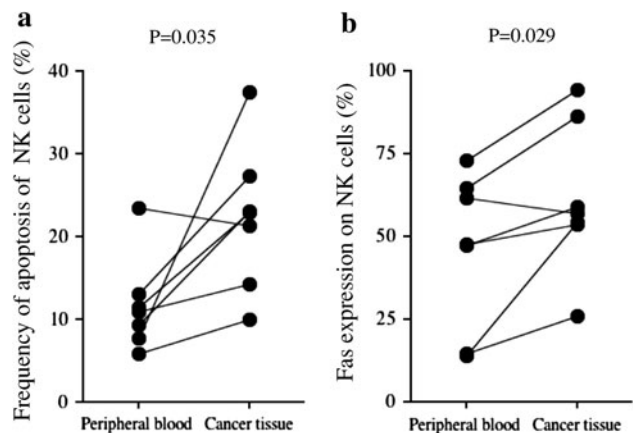 a
P=0.035
Frequency of apoptosis of NK cells (%)
40
30
20
10
0
Peripheral blood Cancer tissue
b
P=0.029
Fas expression on NK cells (%)
100
75
50
25
0
Peripheral blood Cancer tissue